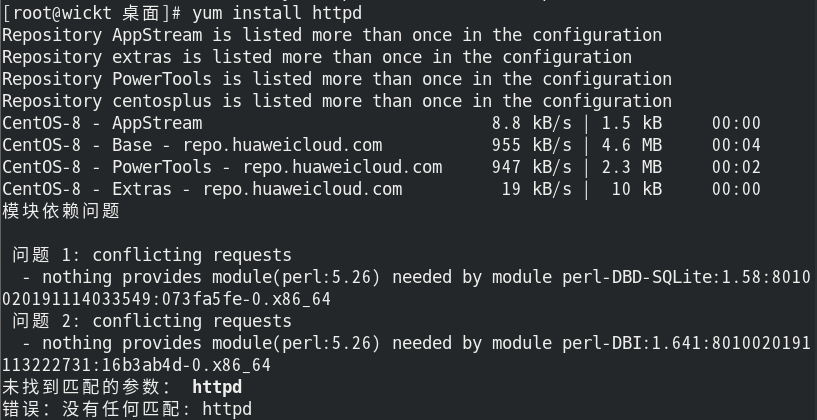 [root@wickt 桌面]# yum install httpd
Repository AppStream is listed more than once in the configuration
Repository extras is listed more than once in the configuration
Repository PowerTools is listed more than once in the configuration
Repository centosplus is listed more than once in the configuration
CentOS-8 - AppStream                             8.8 kB/s | 1.5 kB     00:00
CentOS-8 - Base - repo.huaweicloud.com           955 kB/s | 4.6 MB     00:04
CentOS-8 - PowerTools - repo.huaweicloud.com     947 kB/s | 2.3 MB     00:02
CentOS-8 - Extras - repo.huaweicloud.com          19 kB/s |  10 kB     00:00
模块依赖问题
问题 1: conflicting requests
- nothing provides module(perl:5.26) needed by module perl-DBD-SQLite:1.58:8010
020191114033549:073fa5fe-0.x86_64
问题 2: conflicting requests
- nothing provides module(perl:5.26) needed by module perl-DBI:1.641:8010020191
113222731:16b3ab4d-0.x86_64
未找到匹配的参数： httpd
错误：没有任何匹配: httpd